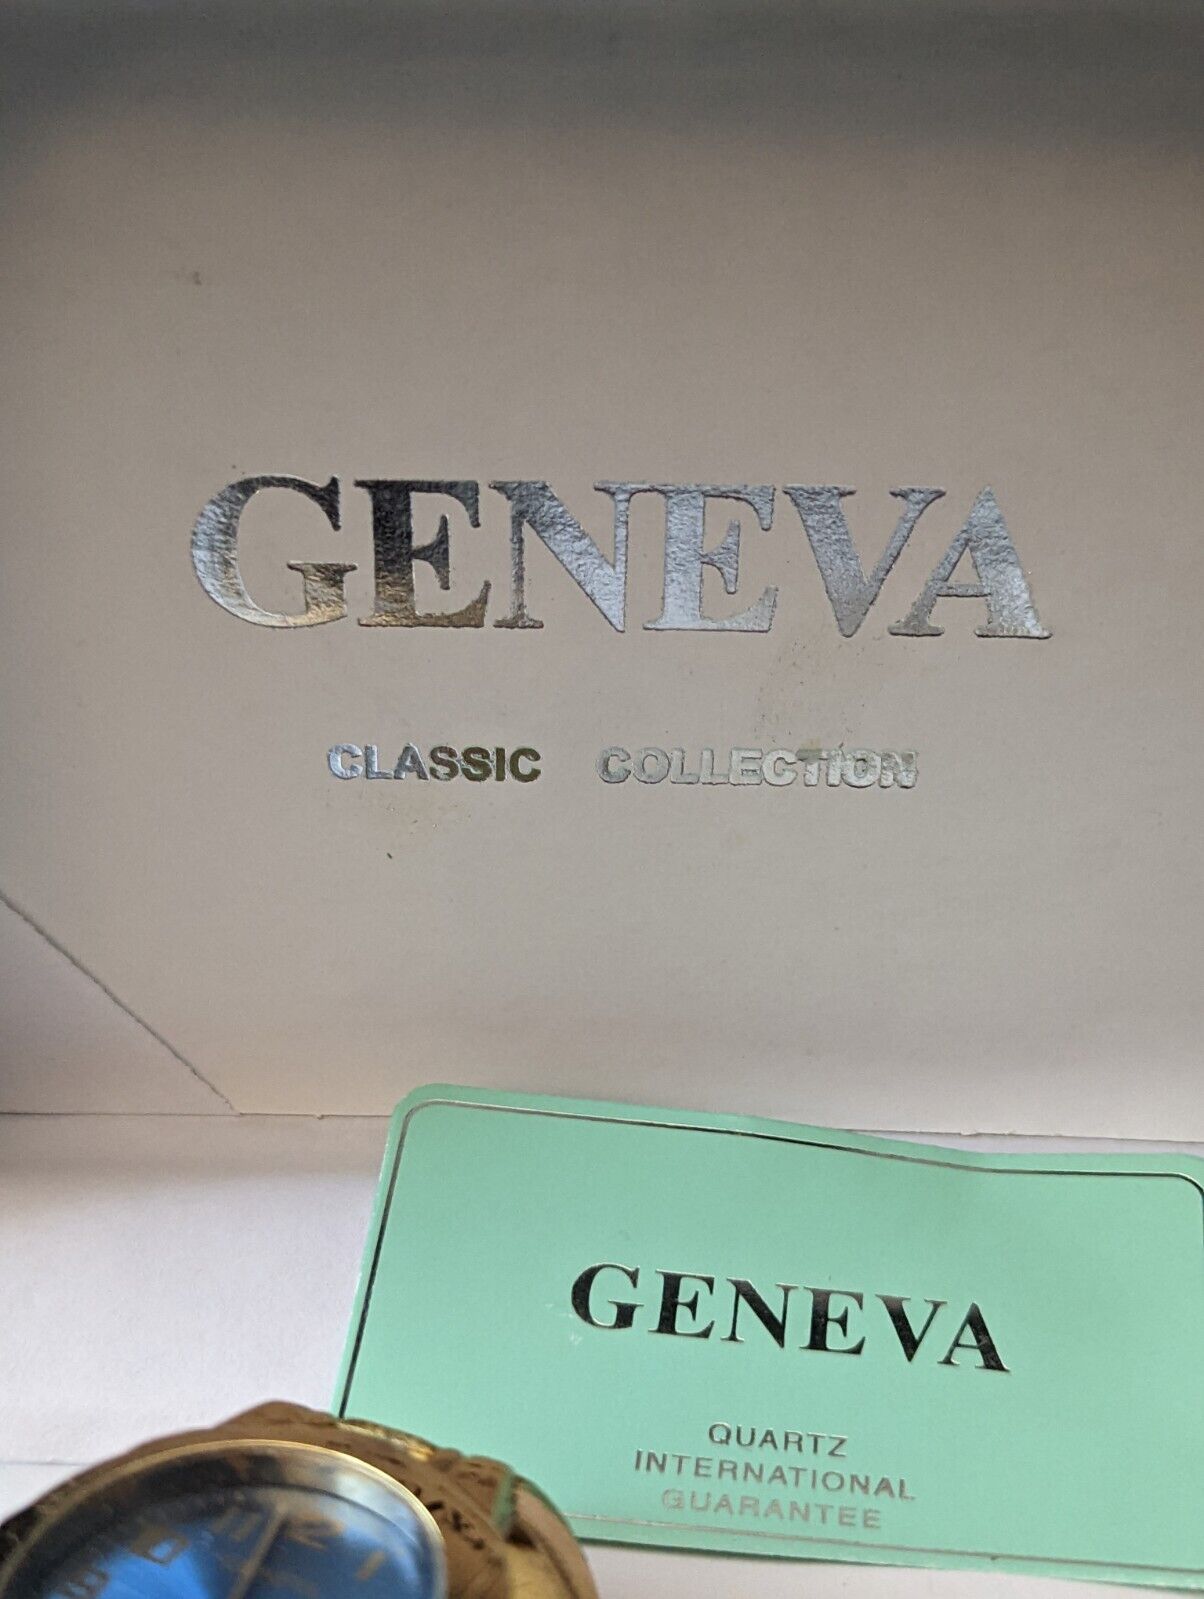 GENEVA
CLASSIC COLLECTION
GENEVA
QUARTZ
INTERNATIONAL
GUARANTEE